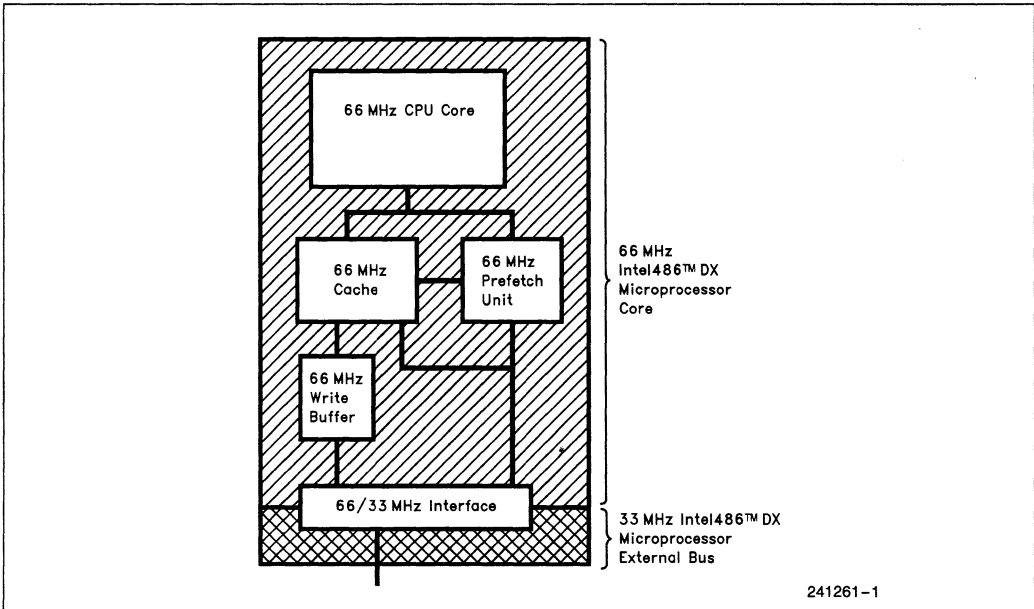 66 MHz CPU Core
66 MHz
Cache
66 MHz
Prefetch
Unit
66 MHz
Write
Buffer
66/33 MHz Interface
66 MHz
Intel486™ DX
Microprocessor
Core
33 MHz Intel486™ DX
Microprocessor
External Bus
241261-1